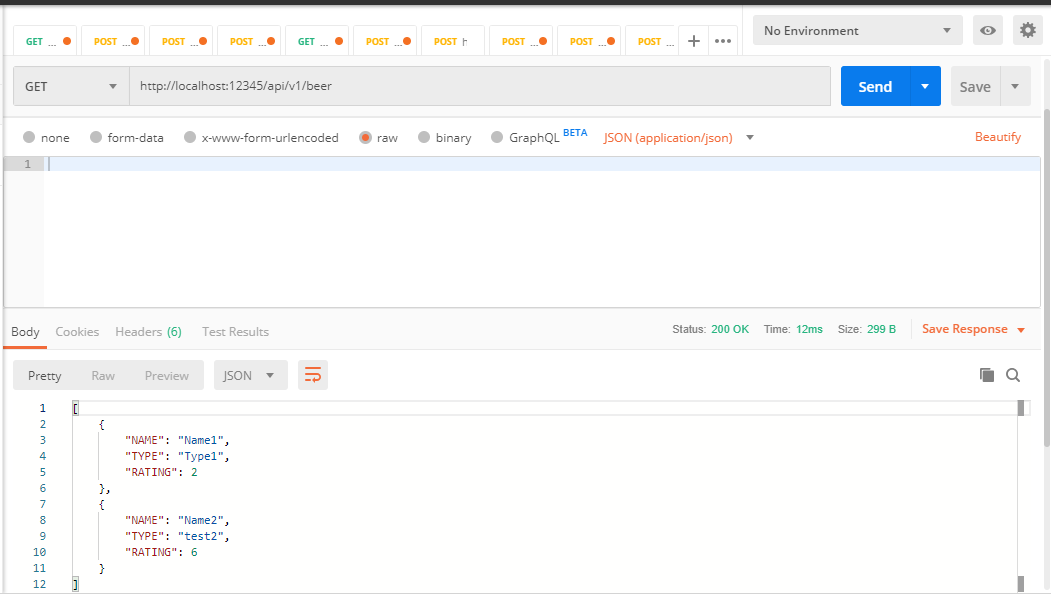 GET ... POST ... POST ... POST ... GET ... POST ... POST h POST ... POST ... POST ... + ••• No Environment
GET http://localhost:12345/api/v1/beer Send Save
none form-data x-www-form-urlencoded raw binary GraphQL BETA JSON (application/json) Beautify
1
Body Cookies Headers (6) Test Results Status: 200 OK Time: 12ms Size: 299 B Save Response
Pretty Raw Preview JSON
1 [
2 {
3 "NAME": "Name1",
4 "TYPE": "Type1",
5 "RATING": 2
6 },
7 {
8 "NAME": "Name2",
9 "TYPE": "test2",
10 "RATING": 6
11 }
12 ]